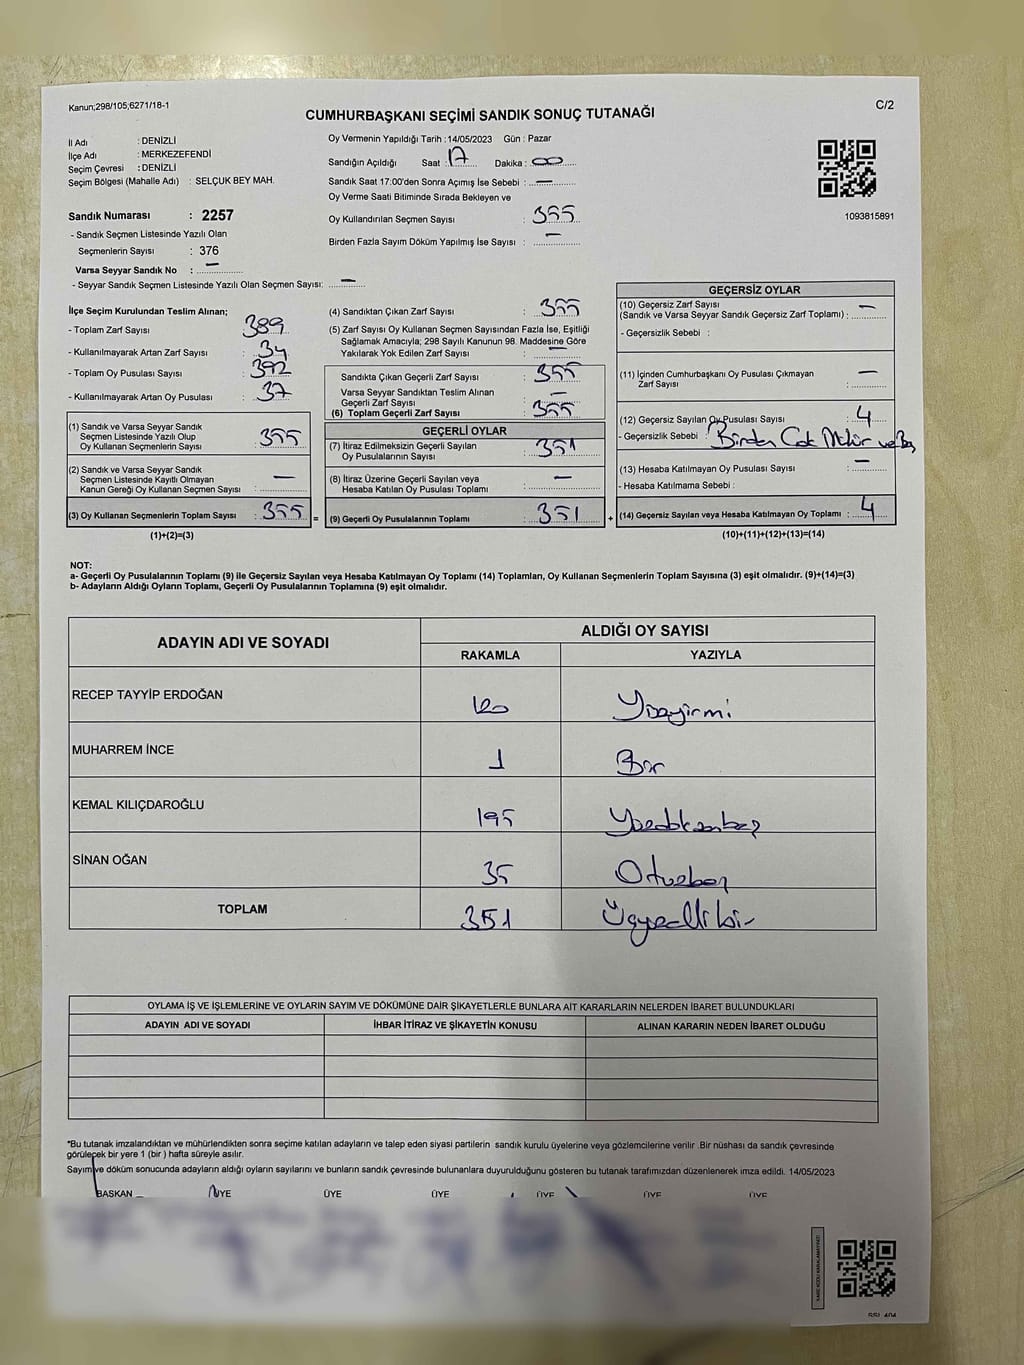 Kanun;298/105;6271/18-1
C/2
CUMHURBAŞKANI SEÇİMİ SANDIK SONUÇ TUTANAĞI
İl Adı : DENİZLİ
İlçe Adı : MERKEZEFENDİ
Seçim Çevresi : DENİZLİ
Seçim Bölgesi (Mahalle Adı) : SELÇUK BEY MAH.
Sandık Numarası : 2257
- Sandık Seçmen Listesinde Yazılı Olan
Seçmenlerin Sayısı : 376
Varsa Seyyar Sandık No : –
- Seyyar Sandık Seçmen Listesinde Yazılı Olan Seçmen Sayısı: –
Oy Vermenin Yapıldığı Tarih : 14/05/2023 Gün : Pazar
Sandığın Açıldığı Saat : 17 Dakika : 00
Sandık Saat 17:00'den Sonra Açımış İse Sebebi : –
Oy Verme Saati Bitiminde Sırada Bekleyen ve
Oy Kullandırılan Seçmen Sayısı : 355
Birden Fazla Sayım Döküm Yapılmış İse Sayısı : –
1093815891
İlçe Seçim Kurulundan Teslim Alınan;
- Toplam Zarf Sayısı : 389
- Kullanılmayarak Artan Zarf Sayısı : 34
- Toplam Oy Pusulası Sayısı : 392
- Kullanılmayarak Artan Oy Pusulası : 37
(1) Sandık ve Varsa Seyyar Sandık
Seçmen Listesinde Yazılı Olup
Oy Kullanan Seçmenlerin Sayısı : 355
(2) Sandık ve Varsa Seyyar Sandık
Seçmen Listesinde Kayıtlı Olmayan
Kanun Gereği Oy Kullanan Seçmen Sayısı : –
(3) Oy Kullanan Seçmenlerin Toplam Sayısı : 355 =
(1)+(2)=(3)
(4) Sandıktan Çıkan Zarf Sayısı : 355
(5) Zarf Sayısı Oy Kullanan Seçmen Sayısından Fazla İse, Eşitliği
Sağlamak Amacıyla; 298 Sayılı Kanunun 98. Maddesine Göre
Yakılarak Yok Edilen Zarf Sayısı : –
Sandıkta Çıkan Geçerli Zarf Sayısı : 355
Varsa Seyyar Sandıktan Teslim Alınan
Geçerli Zarf Sayısı : –
(6) Toplam Geçerli Zarf Sayısı : 355
GEÇERLİ OYLAR
(7) İtiraz Edilmeksizin Geçerli Sayılan
Oy Pusulalarının Sayısı : 351
(8) İtiraz Üzerine Geçerli Sayılan veya
Hesaba Katılan Oy Pusulası Toplamı : –
(9) Geçerli Oy Pusulalarının Toplamı : 351 +
GEÇERSİZ OYLAR
(10) Geçersiz Zarf Sayısı
(Sandık ve Varsa Seyyar Sandık Geçersiz Zarf Toplamı) : –
- Geçersizlik Sebebi :
(11) İçinden Cumhurbaşkanı Oy Pusulası Çıkmayan
Zarf Sayısı : –
(12) Geçersiz Sayılan Oy Pusulası Sayısı : 4
- Geçersizlik Sebebi : Birden Çok Mühür ve Boş
(13) Hesaba Katılmayan Oy Pusulası Sayısı : –
- Hesaba Katılmama Sebebi :
(14) Geçersiz Sayılan veya Hesaba Katılmayan Oy Toplamı : 4
(10)+(11)+(12)+(13)=(14)
NOT:
a- Geçerli Oy Pusulalarının Toplamı (9) ile Geçersiz Sayılan veya Hesaba Katılmayan Oy Toplamı (14) Toplamları, Oy Kullanan Seçmenlerin Toplam Sayısına (3) eşit olmalıdır. (9)+(14)=(3)
b- Adayların Aldığı Oyların Toplamı, Geçerli Oy Pusulalarının Toplamına (9) eşit olmalıdır.
ADAYIN ADI VE SOYADI
ALDIĞI OY SAYISI
RAKAMLA YAZIYLA
RECEP TAYYİP ERDOĞAN 120 Yüzyirmi
MUHARREM İNCE 1 Bir
KEMAL KILIÇDAROĞLU 195 Yüzdoksanbeş
SİNAN OĞAN 35 Otuzbeş
TOPLAM 351 Üçyüzellibir
OYLAMA İŞ VE İŞLEMLERİNE VE OYLARIN SAYIM VE DÖKÜMÜNE DAİR ŞİKAYETLERLE BUNLARA AİT KARARLARIN NELERDEN İBARET BULUNDUKLARI
ADAYIN ADI VE SOYADI İHBAR İTİRAZ VE ŞİKAYETİN KONUSU ALINAN KARARIN NEDEN İBARET OLDUĞU
*Bu tutanak imzalandıktan ve mühürlendikten sonra seçime katılan adayların ve talep eden siyasi partilerin sandık kurulu üyelerine veya gözlemcilerine verilir .Bir nüshası da sandık çevresinde
görülecek bir yere 1 (bir ) hafta süreyle asılır.
Sayım ve döküm sonucunda adayların aldığı oyların sayılarını ve bunların sandık çevresinde bulunanlara duyurulduğunu gösteren bu tutanak tarafımızdan düzenlenerek imza edildi. 14/05/2023
BAŞKAN ÜYE ÜYE ÜYE ÜYE ÜYE ÜYE